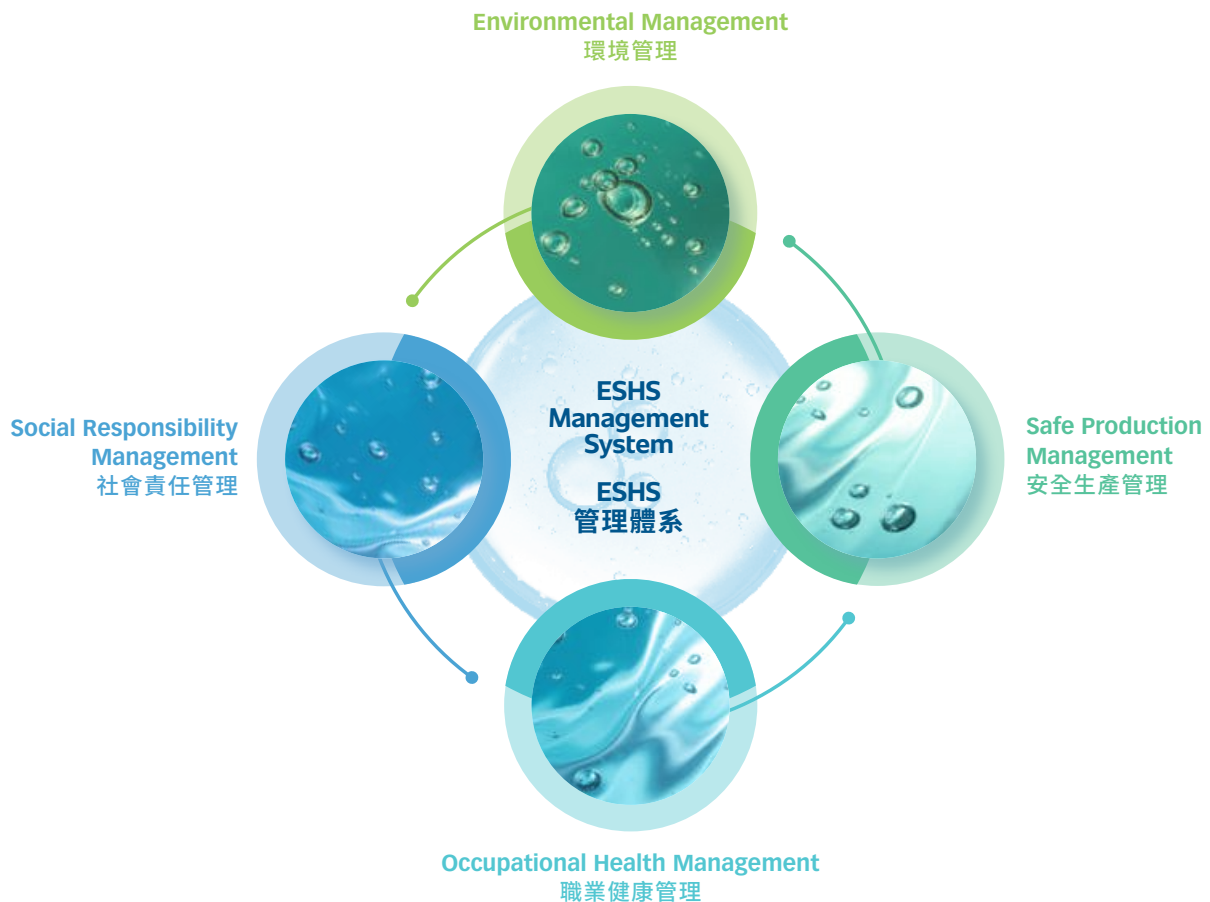 Environmental Management
環境管理
ESHS
Management
System
ESHS
管理體系
Social Responsibility
Management
社會責任管理
Safe Production
Management
安全生產管理
Occupational Health Management
職業健康管理